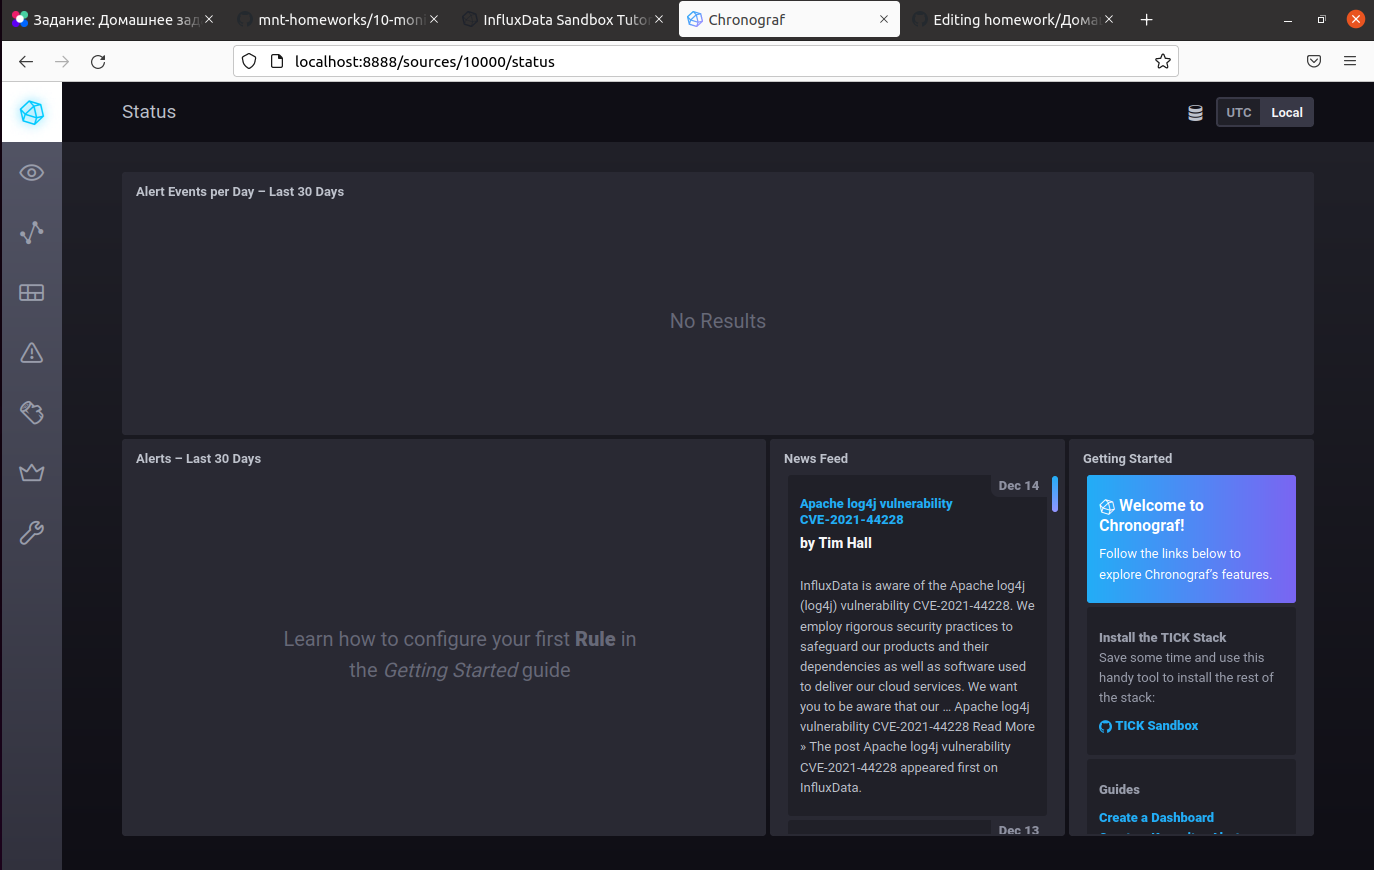 Задание: Домашнее зад
mnt-homeworks/10-moni
InfluxData Sandbox Tuto
Chronograf
Editing homework/Дома
localhost:8888/sources/10000/status
Status
UTC Local
Alert Events per Day – Last 30 Days
No Results
Alerts – Last 30 Days
Learn how to configure your first Rule in
the Getting Started guide
News Feed
Dec 14
Apache log4j vulnerability
CVE-2021-44228
by Tim Hall
InfluxData is aware of the Apache log4j
(log4j) vulnerability CVE-2021-44228. We
employ rigorous security practices to
safeguard our products and their
dependencies as well as software used
to deliver our cloud services. We want
you to be aware that our … Apache log4j
vulnerability CVE-2021-44228 Read More
» The post Apache log4j vulnerability
CVE-2021-44228 appeared first on
InfluxData.
Dec 13
Getting Started
Welcome to
Chronograf!
Follow the links below to
explore Chronograf's features.
Install the TICK Stack
Save some time and use this
handy tool to install the rest of
the stack:
TICK Sandbox
Guides
Create a Dashboard